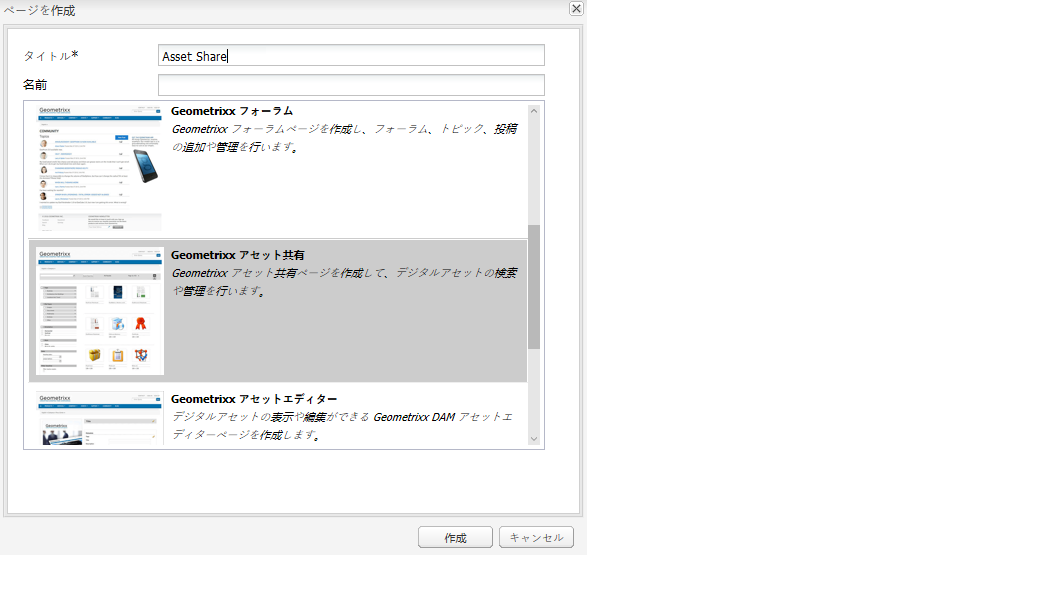 ページを作成
タイトル*
Asset Share
名前
Geometrixx フォーラム
Geometrixx フォーラムページを作成し、フォーラム、トピック、投稿
の追加や管理を行います。
Geometrixx アセット共有
Geometrixx アセット共有ページを作成して、デジタルアセットの検索
や管理を行います。
Geometrixx アセットエディター
デジタルアセットの表示や編集ができる Geometrixx DAM アセットエ
ディターページを作成します。
Geometrixx
COMMUNITY
Topics
Geometrixx
Geometrixx
Geometrixx
作成
キャンセル